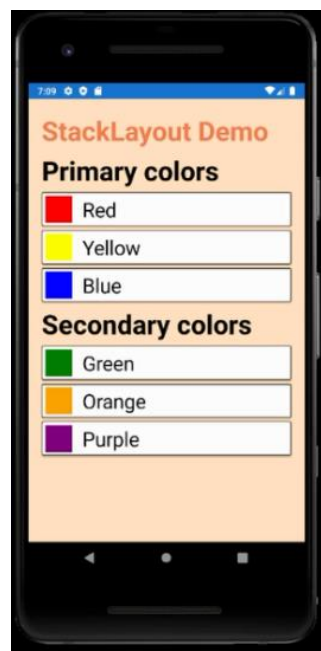 7:09
StackLayout Demo
Primary colors
Red
Yellow
Blue
Secondary colors
Green
Orange
Purple